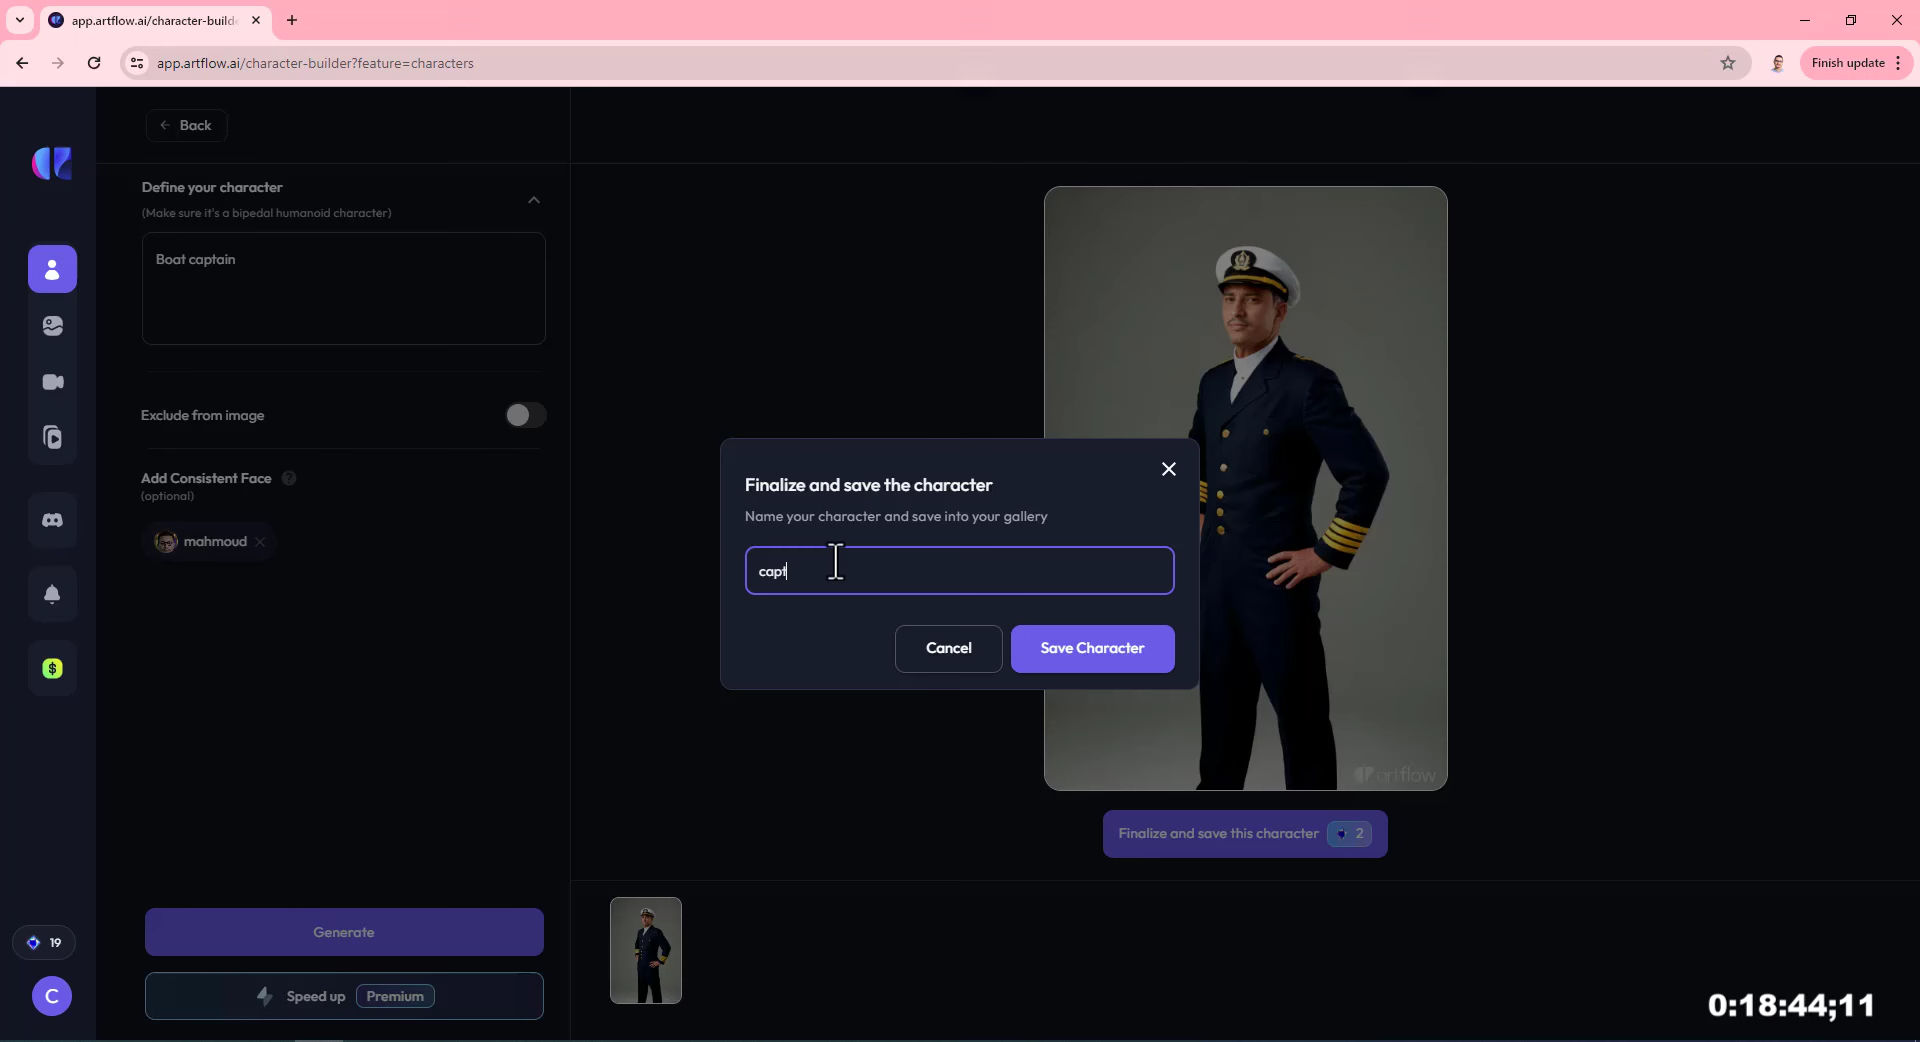 app.artflow.ai/character-builde
app.artflow.ai/character-builder?feature=characters
Finish update
Back
Define your character
(Make sure it's a bipedal humanoid character)
Boat captain
Exclude from image
Add Consistent Face ?
(optional)
mahmoud
Finalize and save the character
Name your character and save into your gallery
capt
Cancel
Save Character
artflow
Finalize and save this character 2
Generate
19
Speed up Premium
C
0:18:44;11